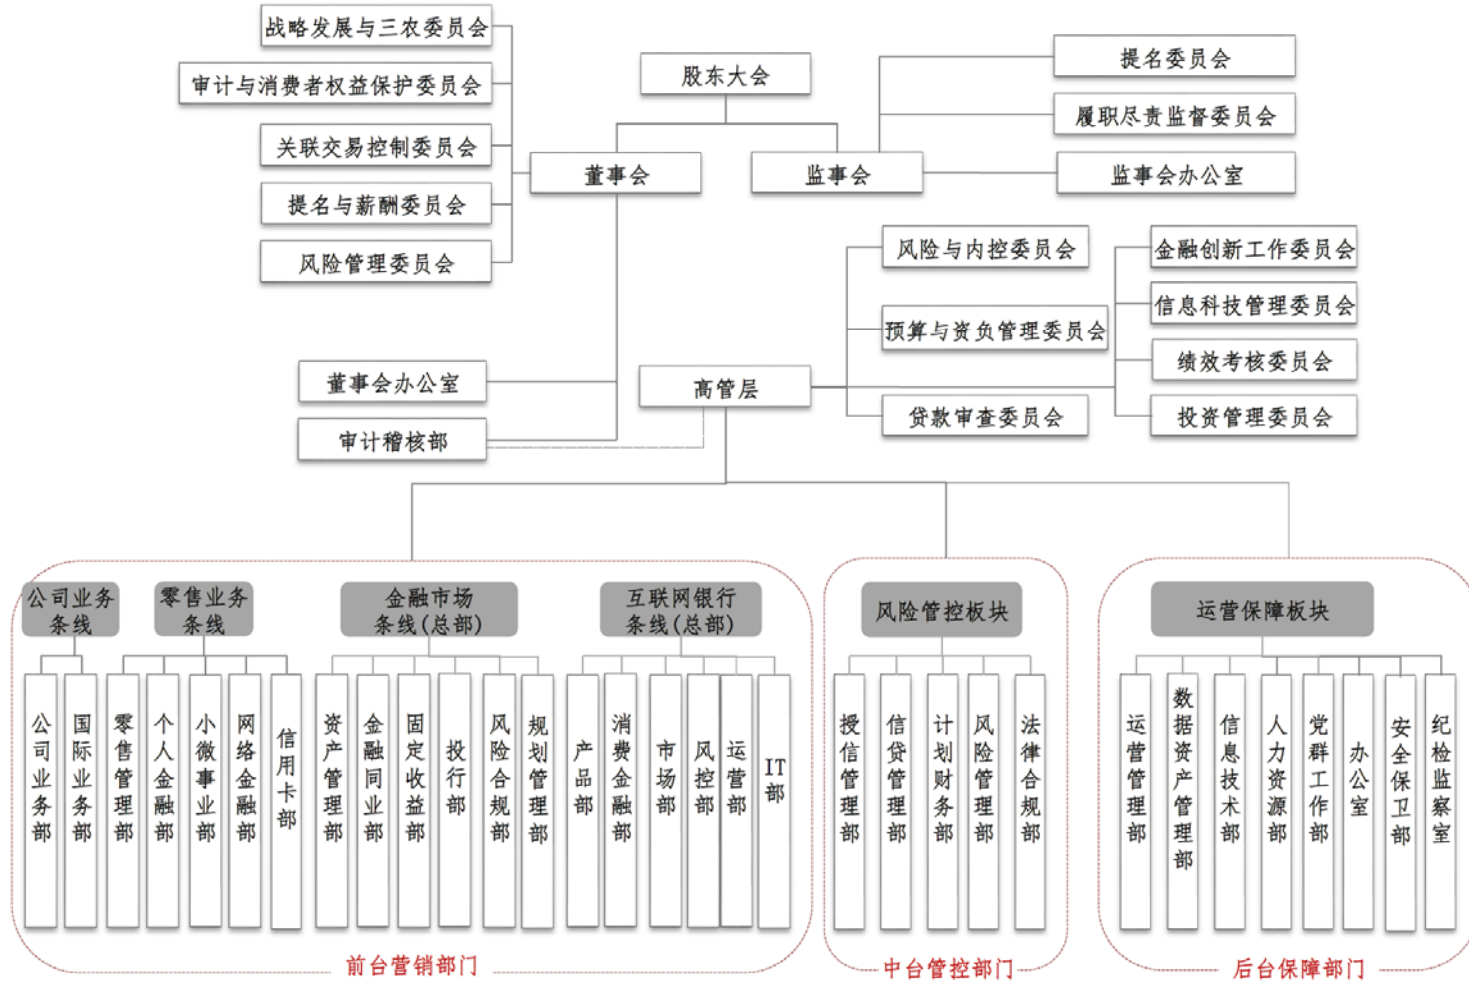 战略发展与三农委员会
审计与消费者权益保护委员会
关联交易控制委员会
提名与薪酬委员会
风险管理委员会
股东大会
董事会
监事会
提名委员会
履职尽责监督委员会
监事会办公室
风险与内控委员会
预算与资负管理委员会
贷款审查委员会
金融创新工作委员会
信息科技管理委员会
绩效考核委员会
投资管理委员会
董事会办公室
审计稽核部
高管层
公司业务
条线
零售业务
条线
金融市场
条线(总部)
互联网银行
条线(总部)
风险管控板块
运营保障板块
公司业务部
国际业务部
零售管理部
个人金融部
小微事业部
网络金融部
信用卡部
资产管理部
金融同业部
固定收益部
投行部
风险合规部
规划管理部
产品部
消费金融部
市场部
风控部
运营部
IT部
授信管理部
信贷管理部
计划财务部
风险管理部
法律合规部
运营管理部
数据资产管理部
信息技术部
人力资源部
党群工作部
办公室
安全保卫部
纪检监察室
前台营销部门
中台管控部门
后台保障部门